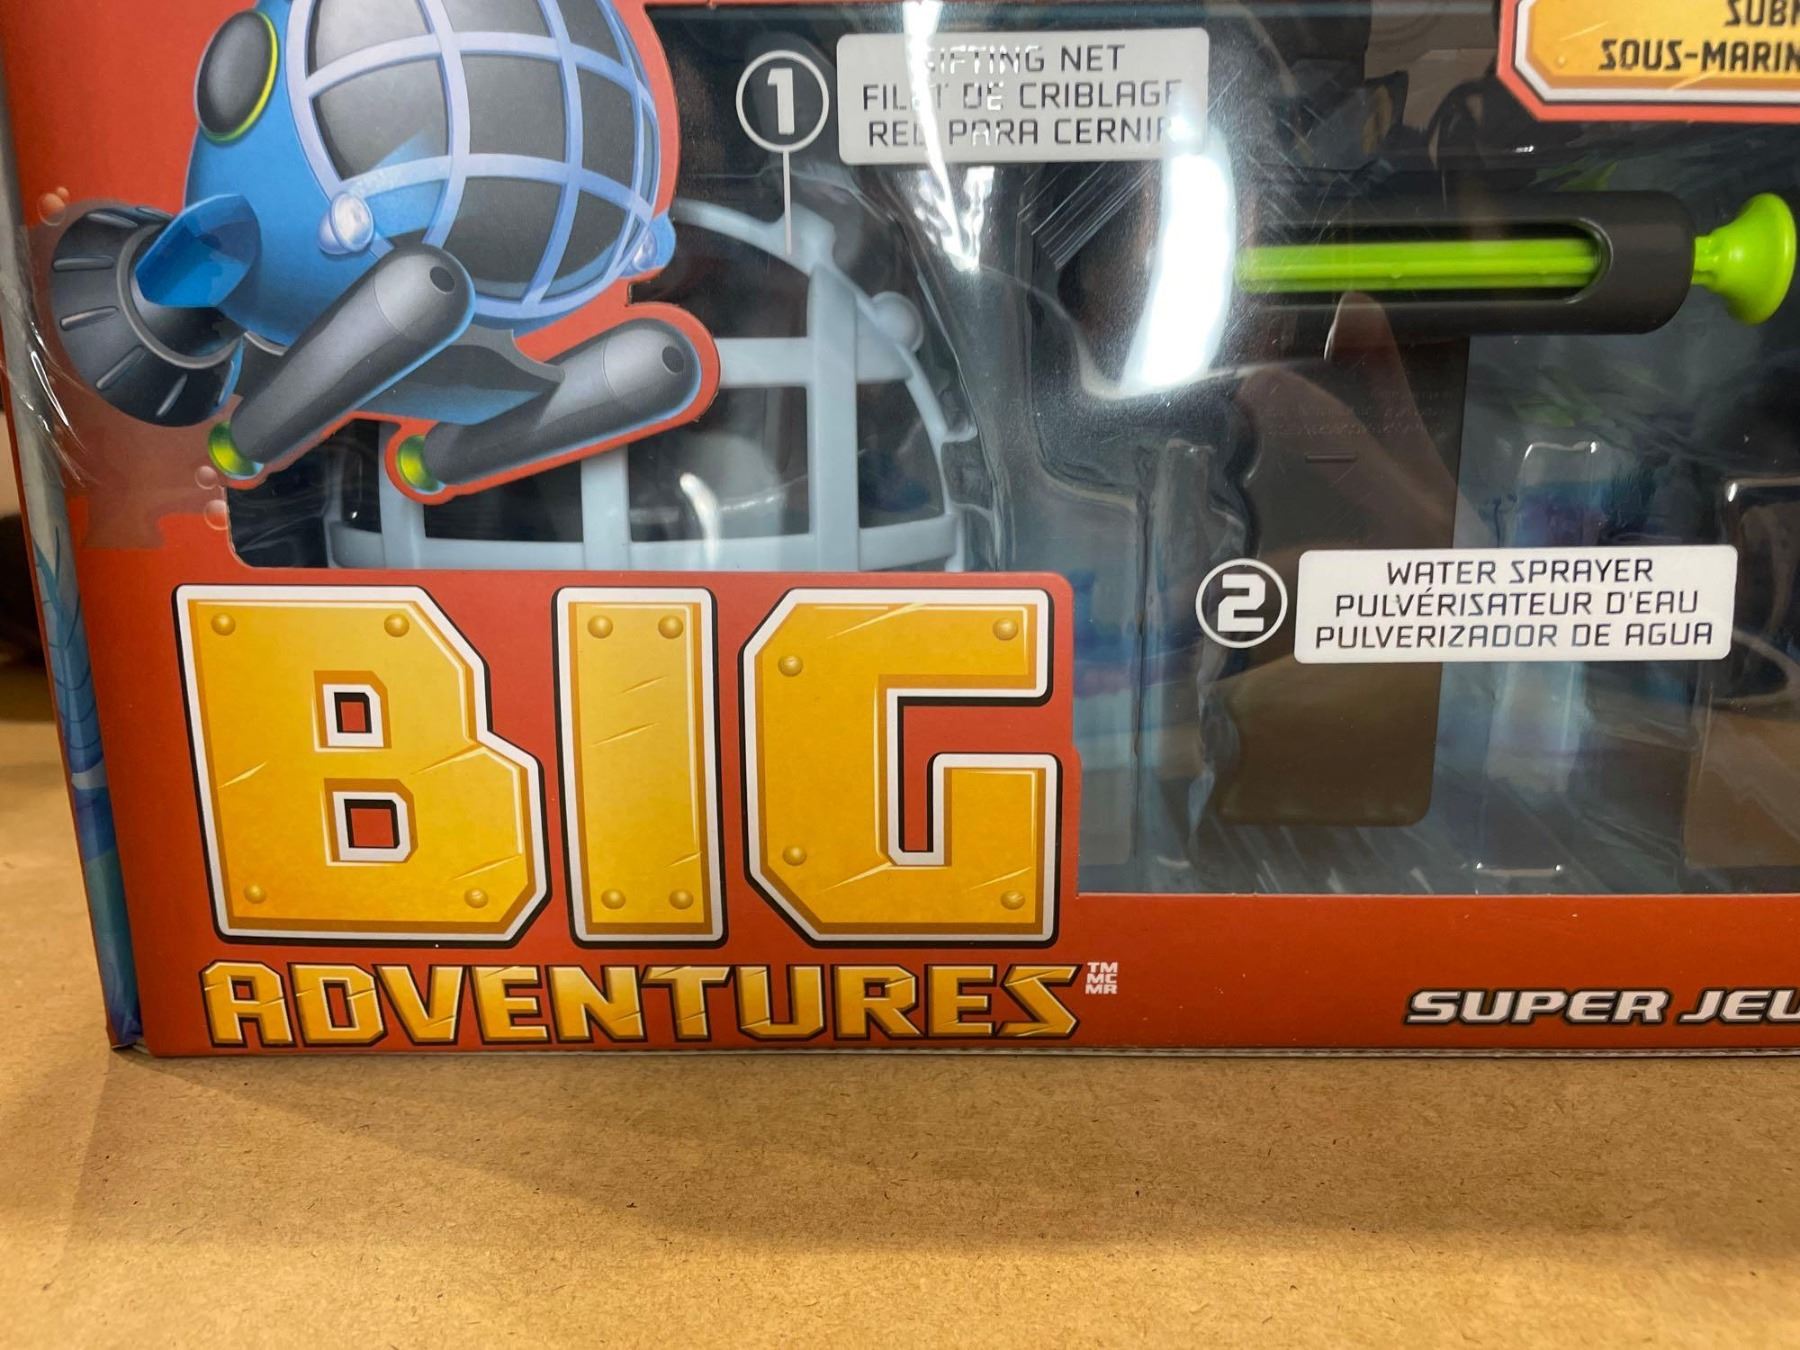 1
SIFTING NET
FILET DE CRIBLAGE
RED PARA CERNIR
SOUS-MARIN
2
WATER SPRAYER
PULVÉRISATEUR D'EAU
PULVERIZADOR DE AGUA
BIG
ADVENTURES
TM
MC
MR
SUPER JEU